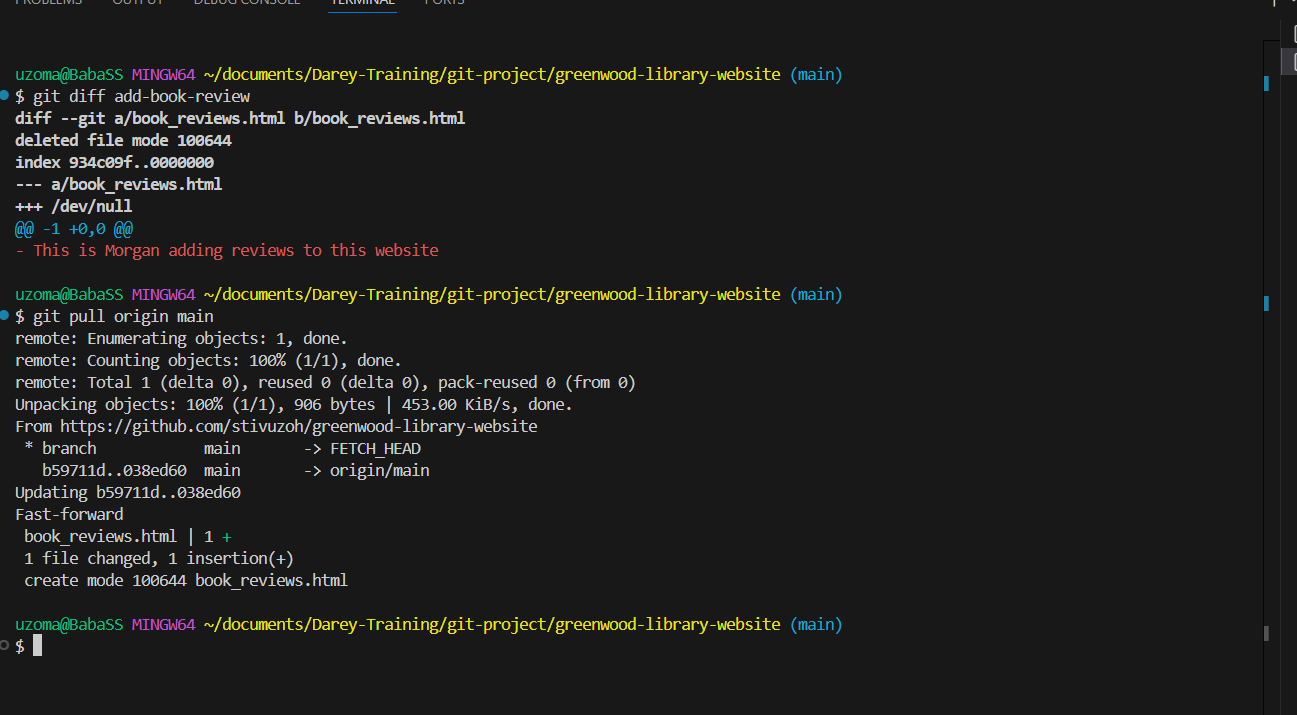 PROBLEMS OUTPUT DEBUG CONSOLE TERMINAL PORTS
uzoma@BabaSS MINGW64 ~/documents/Darey-Training/git-project/greenwood-library-website (main)
$ git diff add-book-review
diff --git a/book_reviews.html b/book_reviews.html
deleted file mode 100644
index 934c09f..0000000
--- a/book_reviews.html
+++ /dev/null
@@ -1 +0,0 @@
- This is Morgan adding reviews to this website
uzoma@BabaSS MINGW64 ~/documents/Darey-Training/git-project/greenwood-library-website (main)
$ git pull origin main
remote: Enumerating objects: 1, done.
remote: Counting objects: 100% (1/1), done.
remote: Total 1 (delta 0), reused 0 (delta 0), pack-reused 0 (from 0)
Unpacking objects: 100% (1/1), 906 bytes | 453.00 KiB/s, done.
From https://github.com/stivuzoh/greenwood-library-website
 * branch            main       -> FETCH_HEAD
   b59711d..038ed60  main       -> origin/main
Updating b59711d..038ed60
Fast-forward
 book_reviews.html | 1 +
 1 file changed, 1 insertion(+)
 create mode 100644 book_reviews.html
uzoma@BabaSS MINGW64 ~/documents/Darey-Training/git-project/greenwood-library-website (main)
$